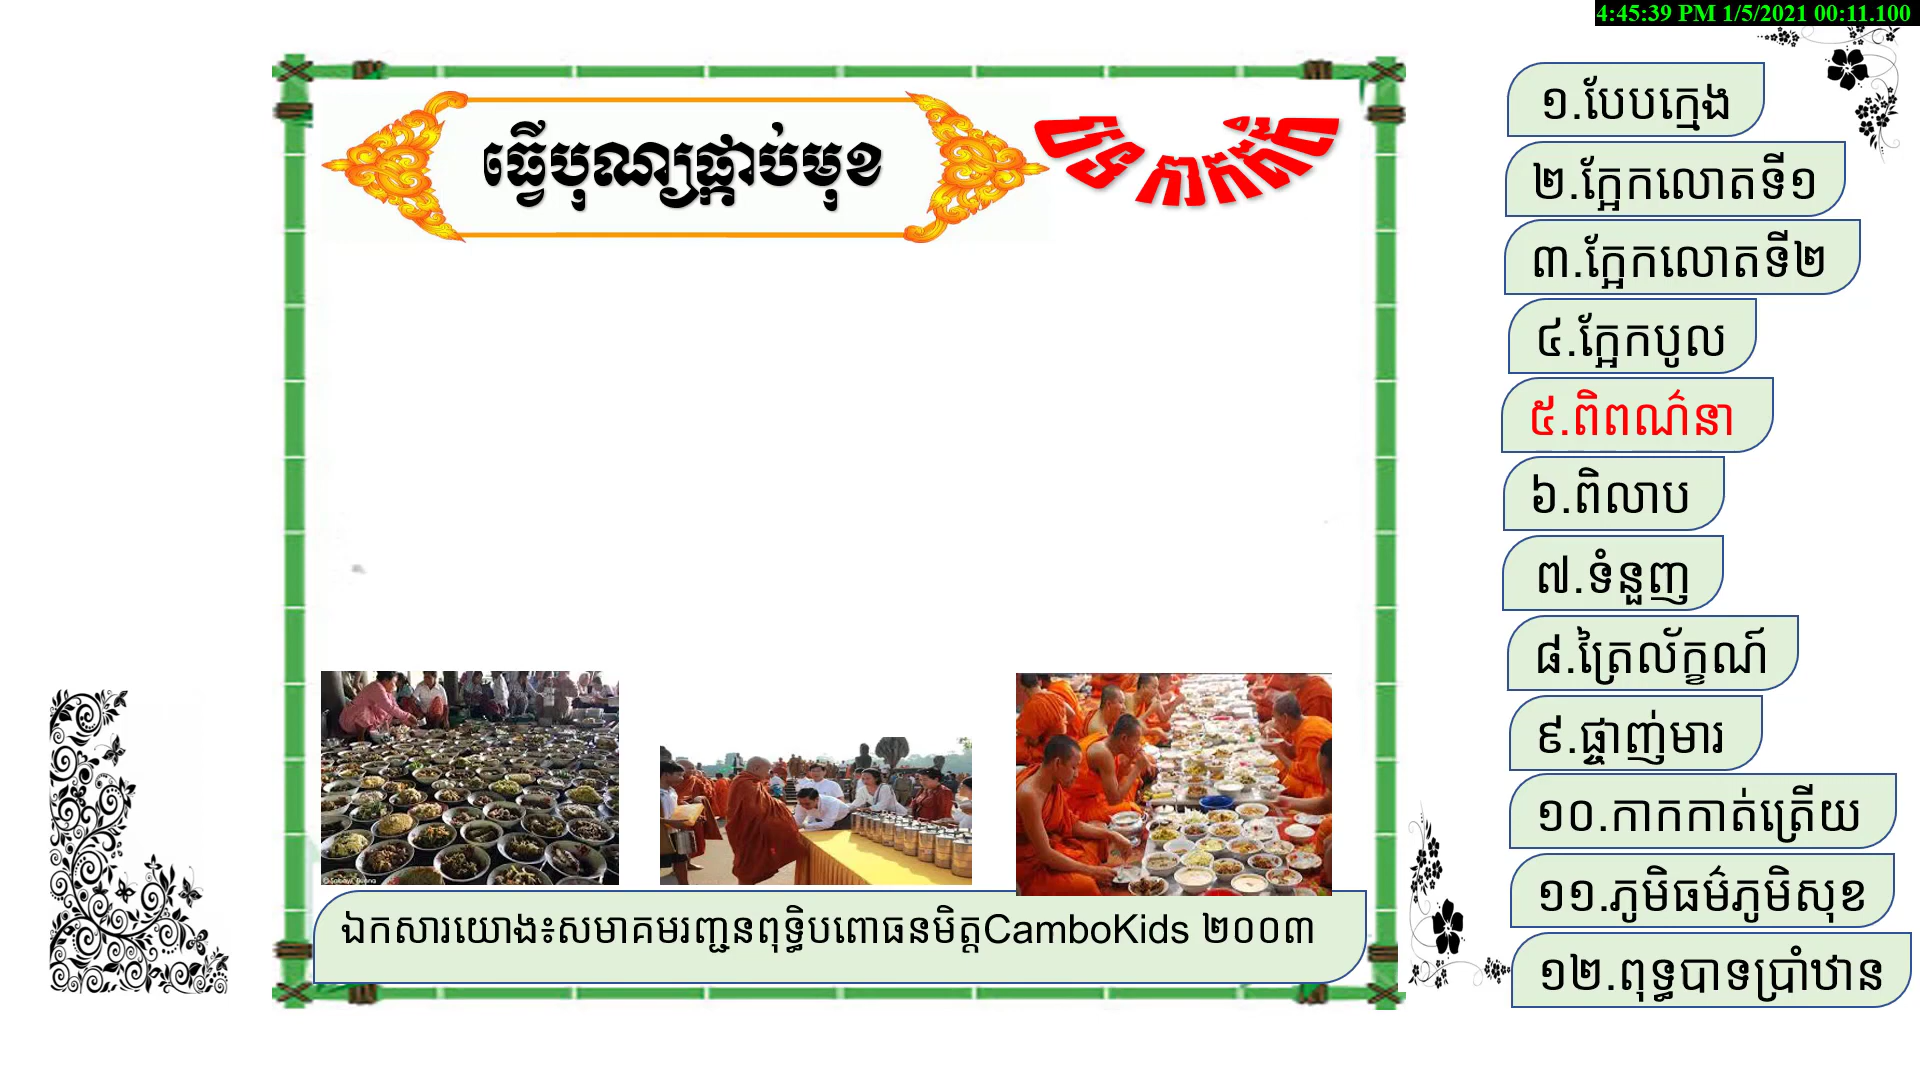 4:45:39 PM 1/5/2021 00:11.100
ធ្វើបុណ្យផ្កាប់មុខ
បទ កាកគតិ
១.បែបក្មេង
២.ក្អែកលោតទី១
៣.ក្អែកលោតទី២
៤.ក្អែកបូល
៥.ពិពណ៌នា
៦.ពិលាប
៧.ទំនួញ
៨.ត្រៃល័ក្ខណ៍
៩.ផ្ចាញ់មារ
១០.កាកកាត់ត្រើយ
១១.ភូមិធម៌ភូមិសុខ
១២.ពុទ្ធបាទប្រាំឋាន
ឯកសារយោង៖សមាគមរញ្ជនពុទ្ធិបពោធនមិត្តCamboKids ២០០៣